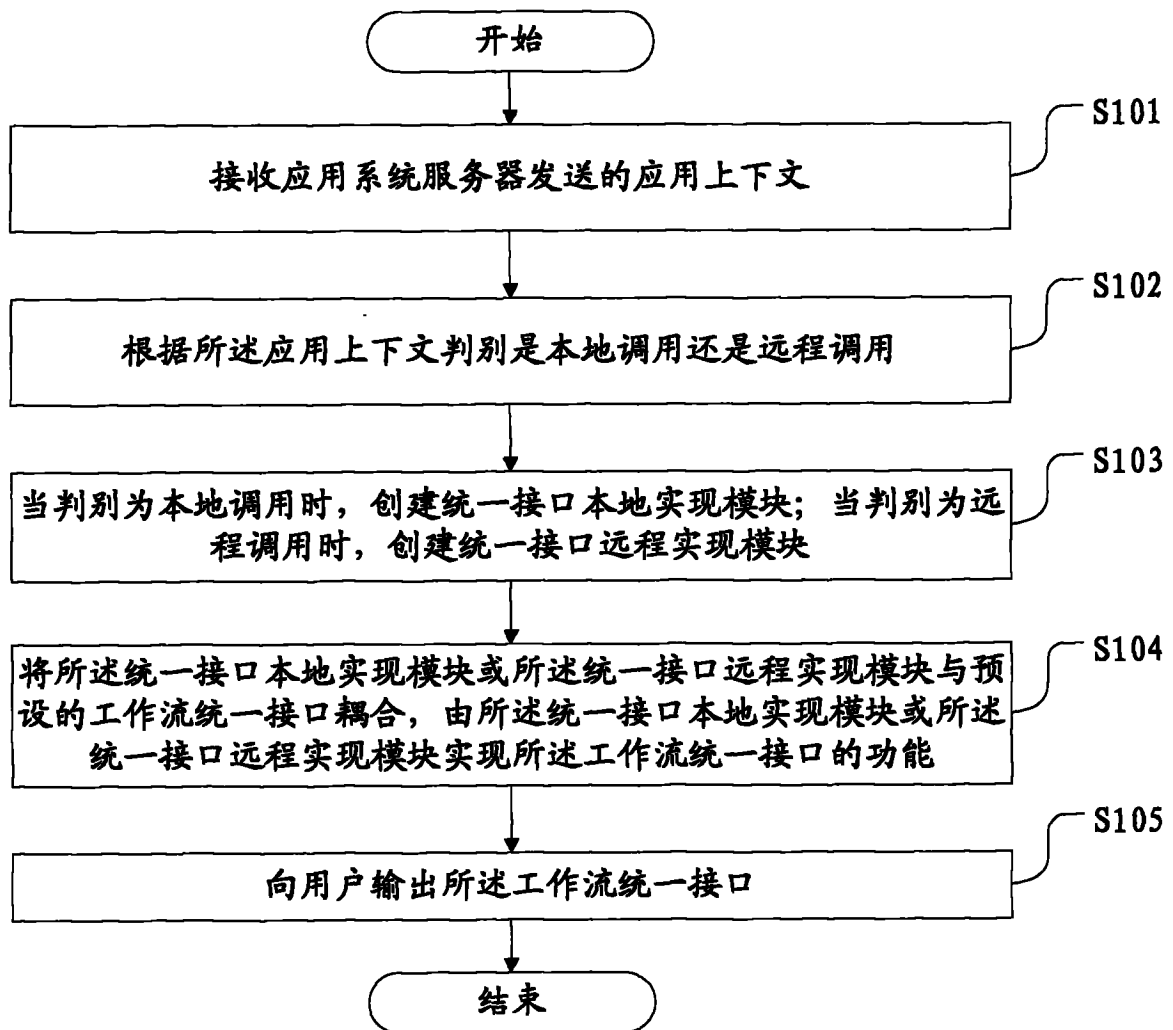 开始
S101
接收应用系统服务器发送的应用上下文
S102
根据所述应用上下文判别是本地调用还是远程调用
S103
当判别为本地调用时，创建统一接口本地实现模块；当判别为远
程调用时，创建统一接口远程实现模块
S104
将所述统一接口本地实现模块或所述统一接口远程实现模块与预
设的工作流统一接口耦合，由所述统一接口本地实现模块或所述
统一接口远程实现模块实现所述工作流统一接口的功能
S105
向用户输出所述工作流统一接口
结束